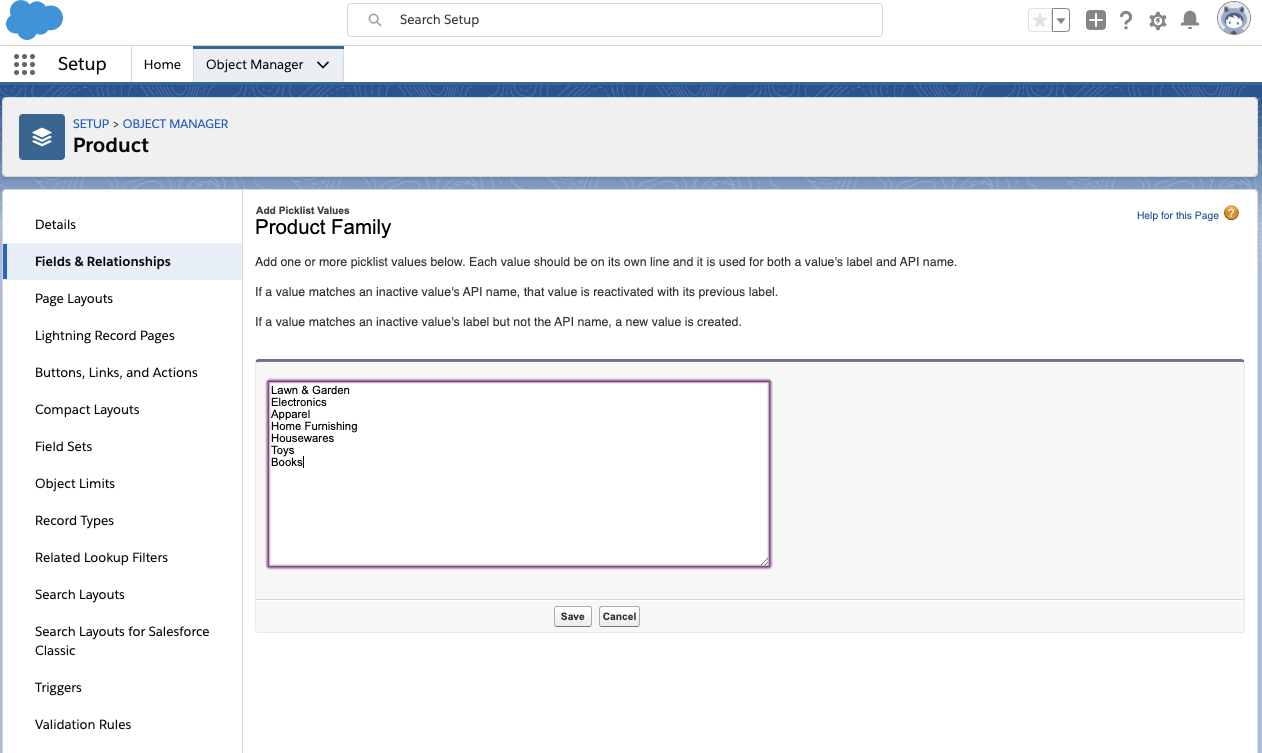 Search Setup
Setup
Home
Object Manager
SETUP > OBJECT MANAGER
Product
Details
Fields & Relationships
Page Layouts
Lightning Record Pages
Buttons, Links, and Actions
Compact Layouts
Field Sets
Object Limits
Record Types
Related Lookup Filters
Search Layouts
Search Layouts for Salesforce
Classic
Triggers
Validation Rules
Add Picklist Values
Product Family
Help for this Page ?
Add one or more picklist values below. Each value should be on its own line and it is used for both a value's label and API name.
If a value matches an inactive value's API name, that value is reactivated with its previous label.
If a value matches an inactive value's label but not the API name, a new value is created.
Lawn & Garden
Electronics
Apparel
Home Furnishing
Housewares
Toys
Books
Save
Cancel